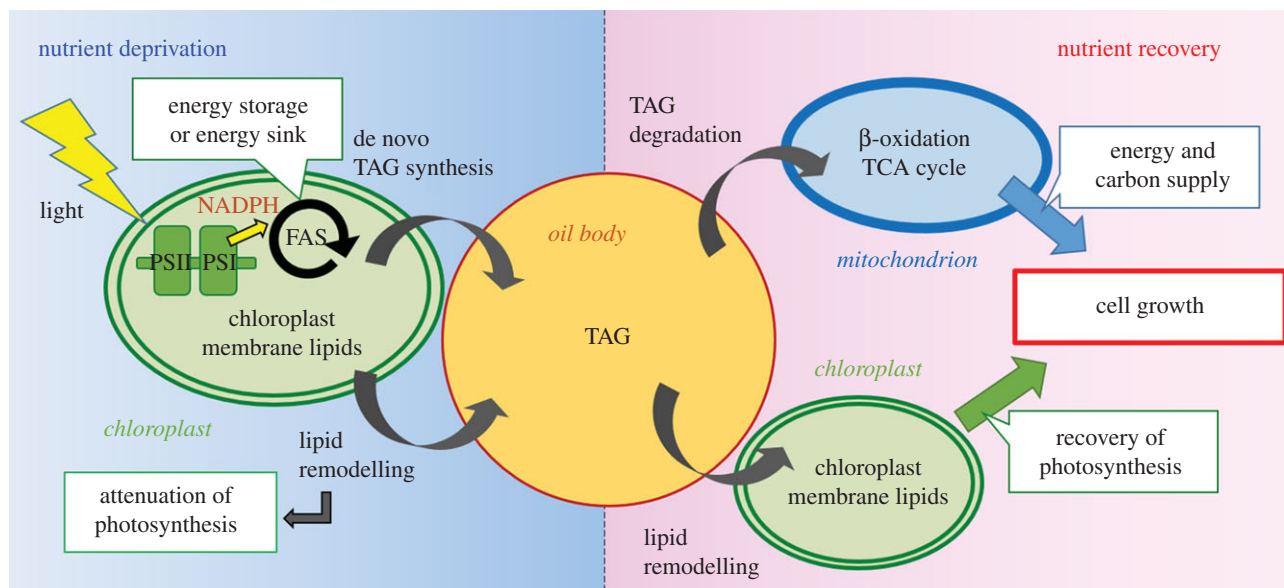 nutrient deprivation
nutrient recovery
energy storage
or energy sink
de novo
TAG synthesis
light
NADPH
FAS
PSII
PSI
chloroplast
membrane lipids
chloroplast
lipid
remodelling
attenuation of
photosynthesis
oil body
TAG
TAG
degradation
β-oxidation
TCA cycle
mitochondrion
energy and
carbon supply
cell growth
chloroplast
chloroplast
membrane lipids
recovery of
photosynthesis
lipid
remodelling